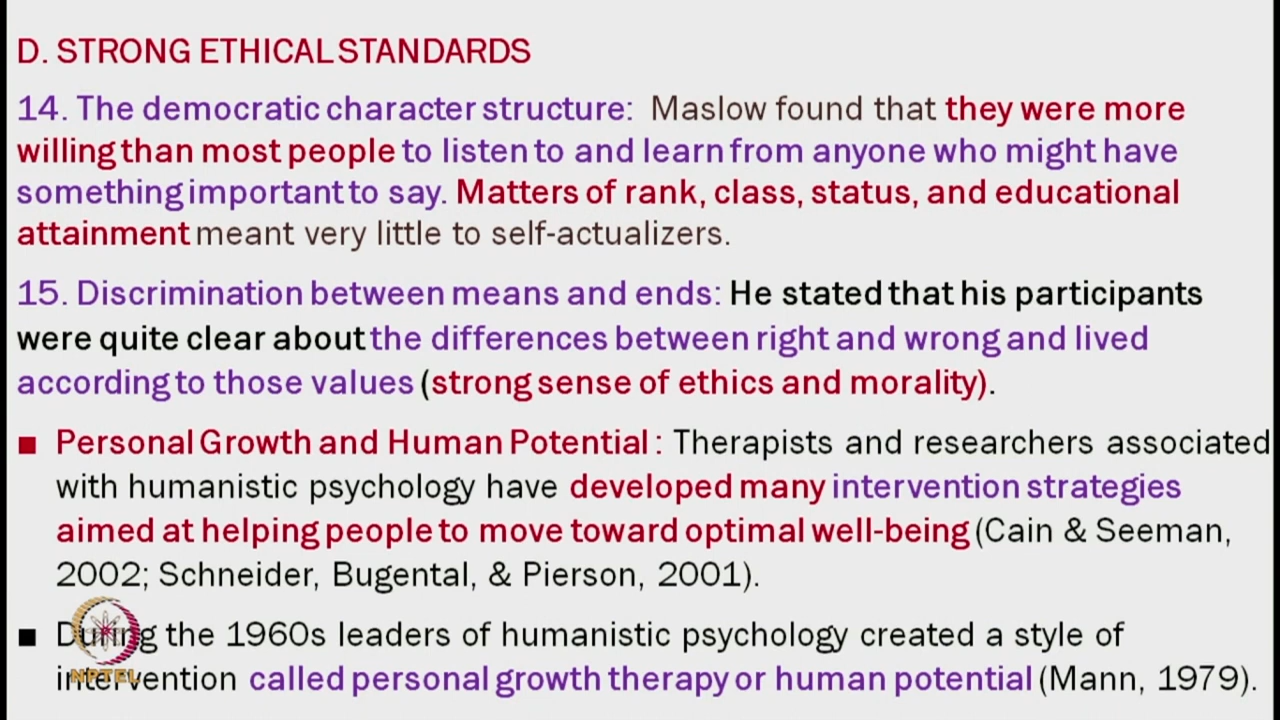 D. STRONG ETHICAL STANDARDS
14. The democratic character structure: Maslow found that they were more
willing than most people to listen to and learn from anyone who might have
something important to say. Matters of rank, class, status, and educational
attainment meant very little to self-actualizers.
15. Discrimination between means and ends: He stated that his participants
were quite clear about the differences between right and wrong and lived
according to those values (strong sense of ethics and morality).
■ Personal Growth and Human Potential : Therapists and researchers associated
with humanistic psychology have developed many intervention strategies
aimed at helping people to move toward optimal well-being (Cain & Seeman,
2002; Schneider, Bugental, & Pierson, 2001).
■ During the 1960s leaders of humanistic psychology created a style of
intervention called personal growth therapy or human potential (Mann, 1979).
NPTEL